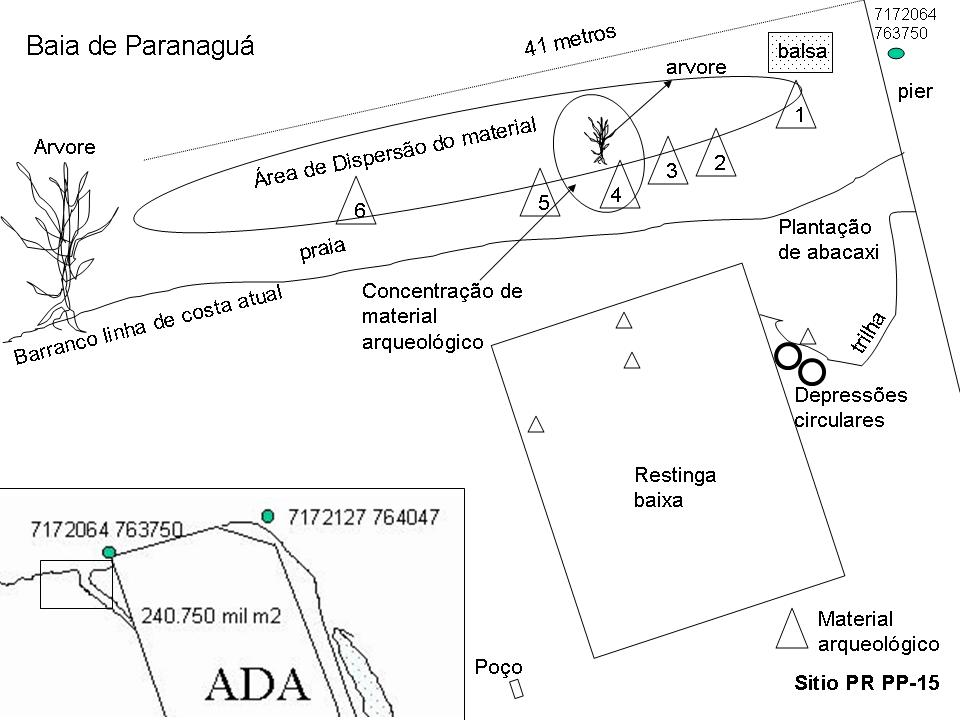 Baia de Paranaguá
41 metros
7172064
763750
balsa
arvore
pier
1
Área de Dispersão do material
Arvore
2
3
4
5
6
praia
Plantação
de abacaxi
Concentração de
material
arqueológico
Barranco linha de costa atual
trilha
Depressões
circulares
Restinga
baixa
7172064 763750
7172127 764047
240.750 mil m2
ADA
Material
arqueológico
Poço
Sitio PR PP-15